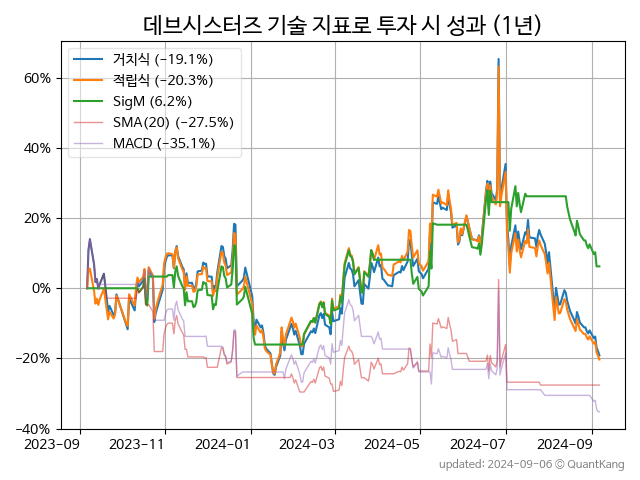 데브시스터즈 기술 지표로 투자 시 성과 (1년)
거치식 (−19.1%)
적립식 (−20.3%)
SigM (6.2%)
SMA(20) (−27.5%)
MACD (−35.1%)
60%
40%
20%
0%
−20%
−40%
2023-09
2023-11
2024-01
2024-03
2024-05
2024-07
2024-09
updated: 2024-09-06 © QuantKang